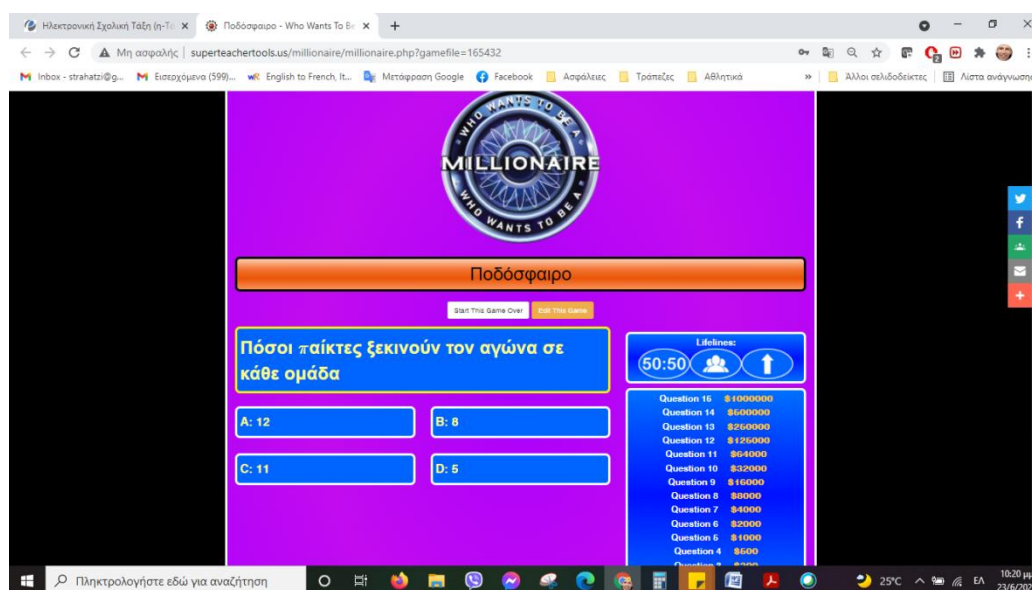 Ηλεκτρονική Σχολική Τάξη (η-Τά
Ποδόσφαιρο - Who Wants To Be
Μη ασφαλής | superteachertools.us/millionaire/millionaire.php?gamefile=165432
Inbox - strahatzi@g...
Εισερχόμενα (599)...
English to French, It...
Μετάφραση Google
Facebook
Ασφάλειες
Τράπεζες
Αθλητικά
»
Άλλοι σελιδοδείκτες
Λίστα ανάγνωσης
WHO WANTS TO BE A
MILLIONAIRE
WHO WANTS TO BE A
Ποδόσφαιρο
Start This Game Over
Edit This Game
Πόσοι παίκτες ξεκινούν τον αγώνα σε
κάθε ομάδα
A: 12
B: 8
C: 11
D: 5
Lifelines:
50:50
Question 15 $1000000
Question 14 $500000
Question 13 $250000
Question 12 $125000
Question 11 $64000
Question 10 $32000
Question 9 $16000
Question 8 $8000
Question 7 $4000
Question 6 $2000
Question 5 $1000
Question 4 $500
Πληκτρολογήστε εδώ για αναζήτηση
25°C
ΕΛ
10:20 μμ